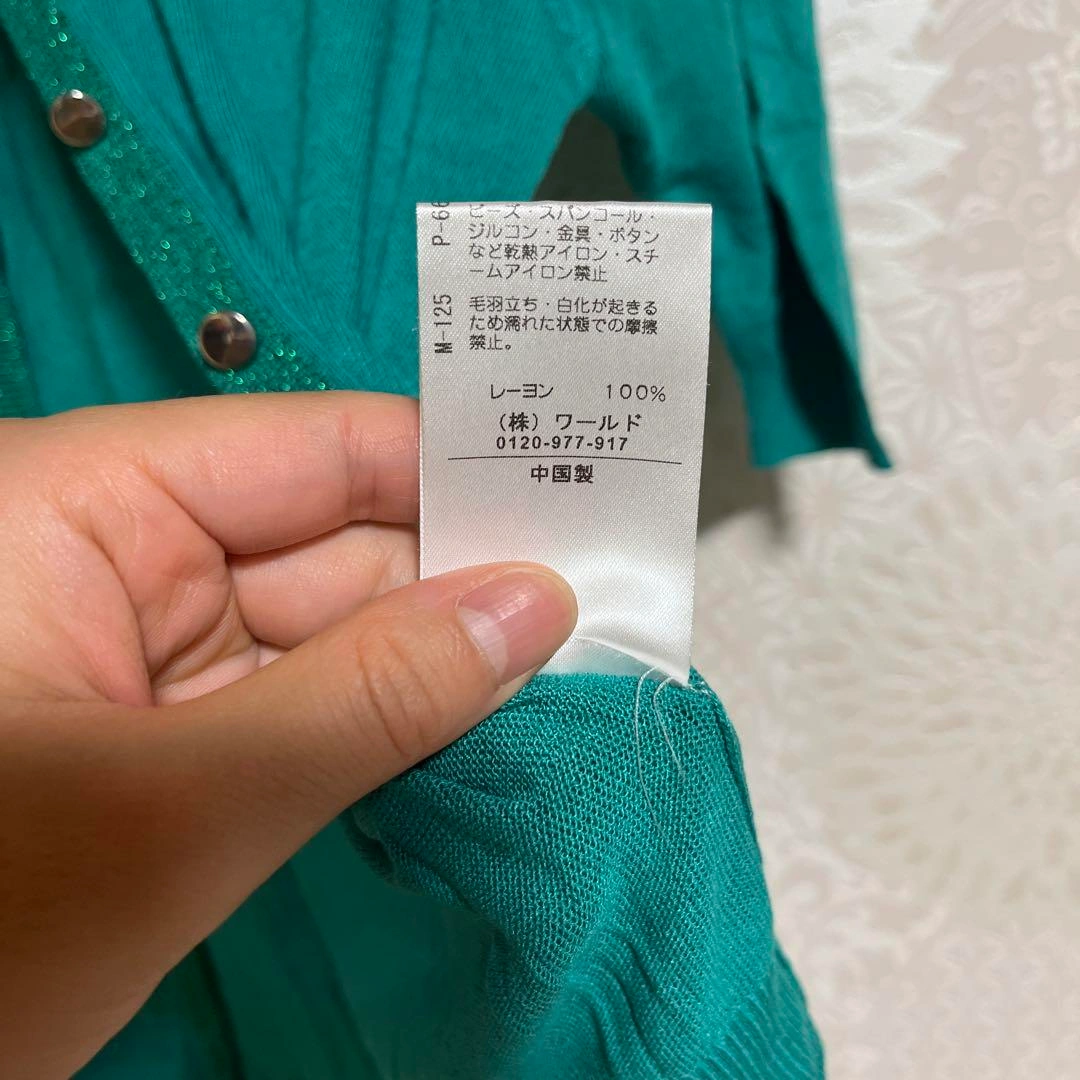 P-66
ビーズ・スパンコール・
ジルコン・金具・ボタン
など乾熱アイロン・スチ
ームアイロン禁止
M-125
毛羽立ち・白化が起きる
ため濡れた状態での摩擦
禁止。
レーヨン 100%
(株)ワールド
0120-977-917
中国製